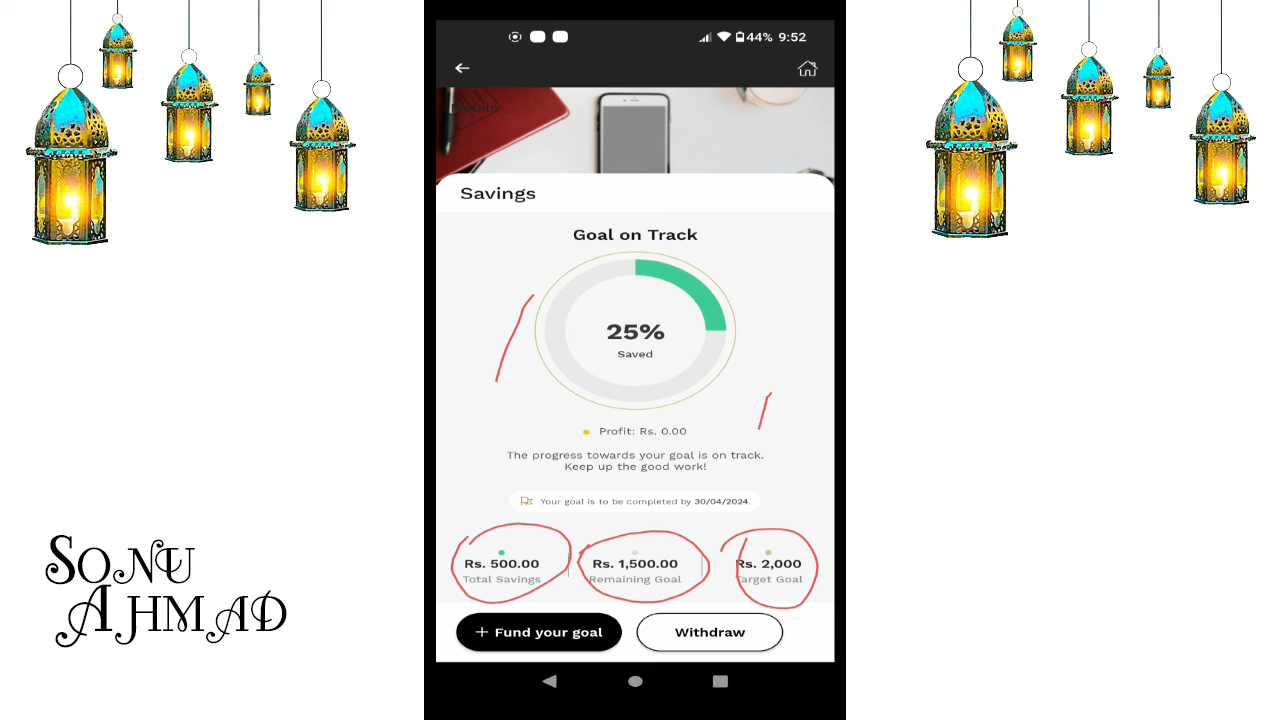 44% 9:52
Savings
Goal on Track
25%
Saved
Profit: Rs. 0.00
The progress towards your goal is on track.
Keep up the good work!
Your goal is to be completed by 30/04/2024.
Rs. 500.00 Rs. 1,500.00 Rs. 2,000
Total Savings Remaining Goal Target Goal
+ Fund your goal Withdraw
SONU
AHMAD